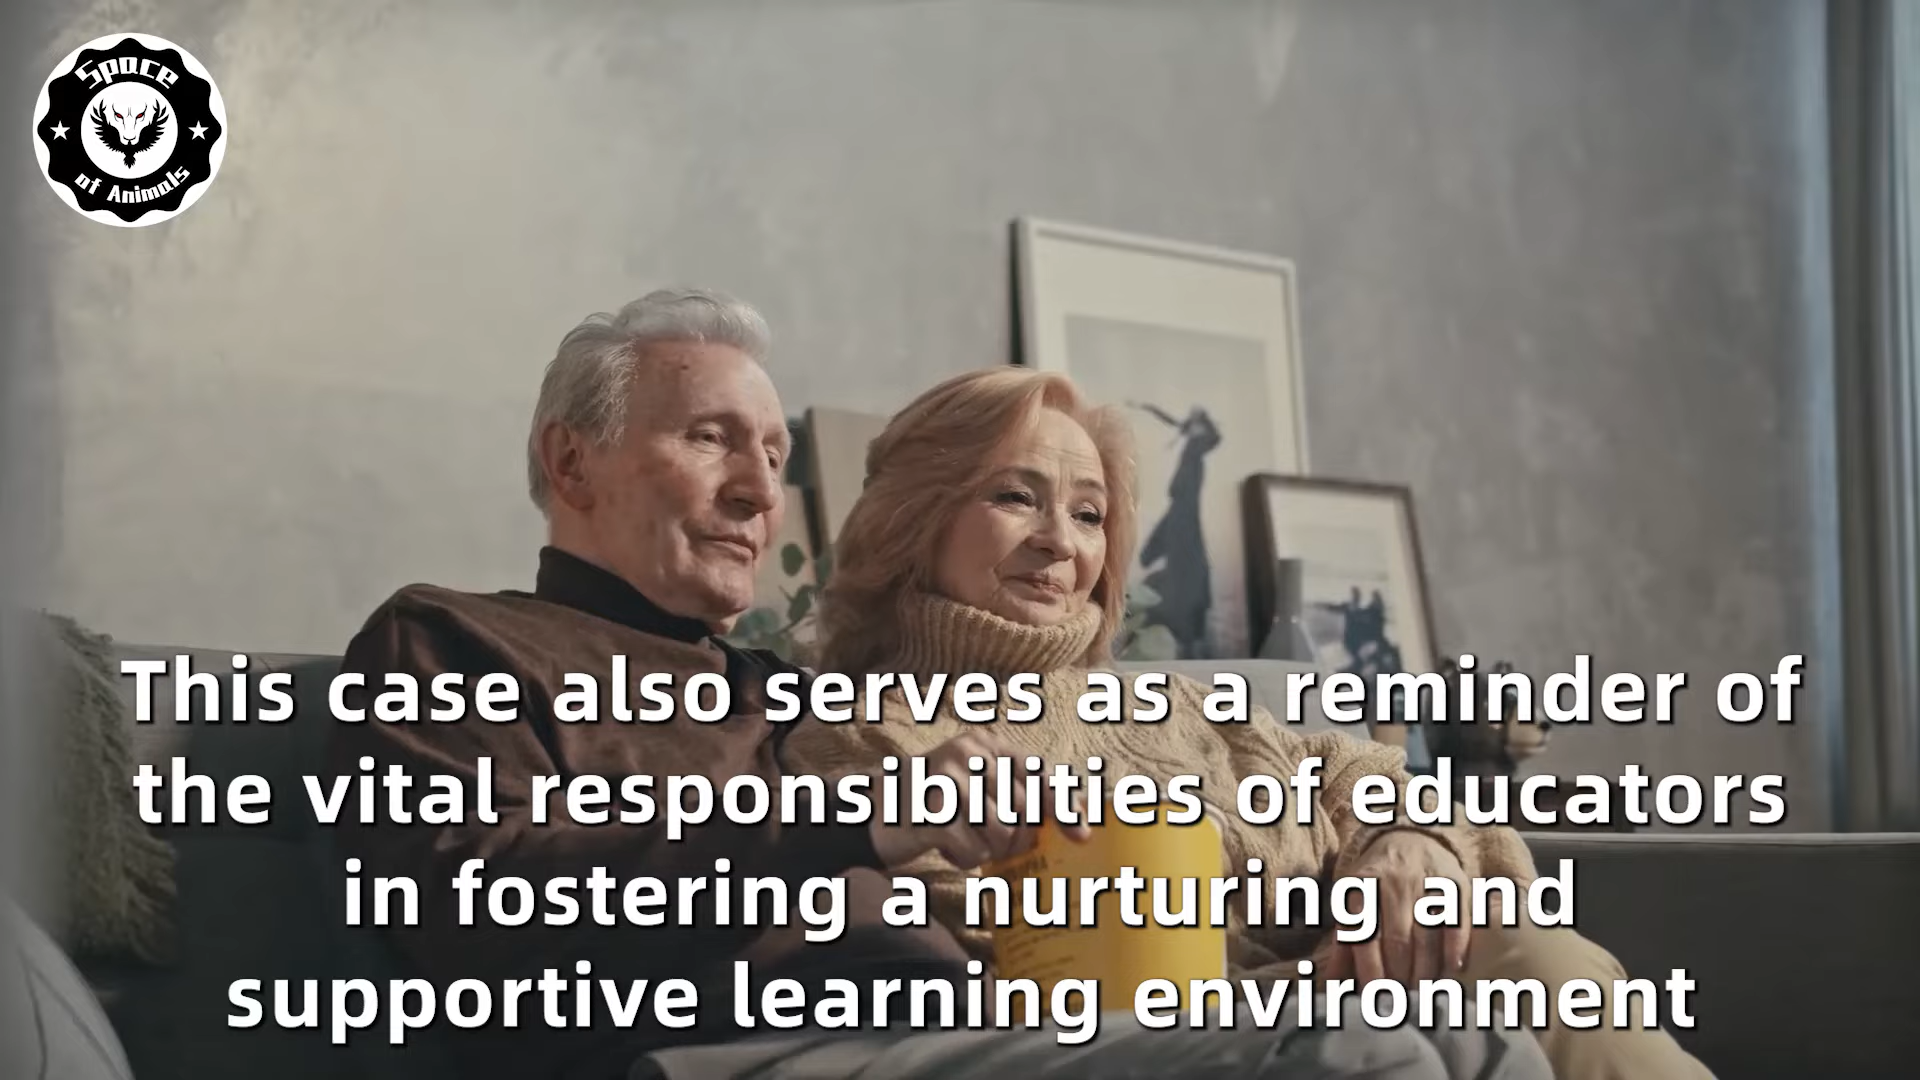 Space
of Animals
This case also serves as a reminder of
the vital responsibilities of educators
in fostering a nurturing and
supportive learning environment